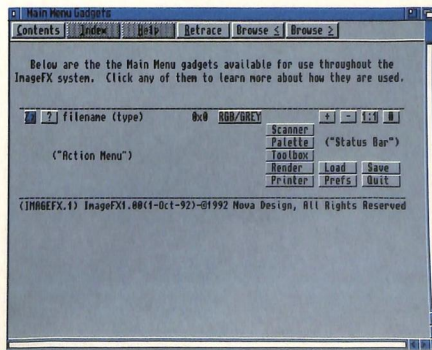 Main Menu Gadgets
Contents Index Help Retrace Browse < Browse >
Below are the the Main Menu gadgets available for use throughout the
ImageFX system. Click any of them to learn more about how they are used.
? filename (type) 0x0 RGB/GREY + - 1:1 0
Scanner
Palette ("Status Bar")
("Action Menu") Toolbox
Render Load Save
Printer Prefs Quit
(IMAGEFX.1) ImageFX1.00(1-Oct-92)-©1992 Nova Design, All Rights Reserved